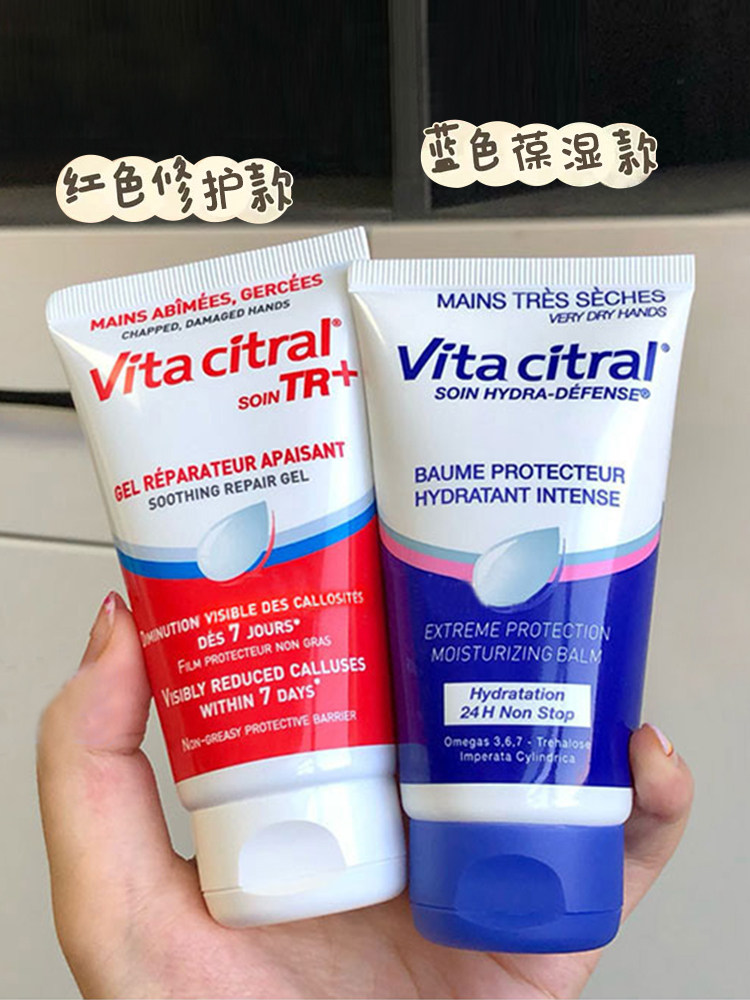 红色修护款
蓝色葆湿款
MAINS ABÎMÉES, GERCÉES
CHAPPED, DAMAGED HANDS
Vita citral®
SOIN TR+
GEL RÉPARATEUR APAISANT
SOOTHING REPAIR GEL
DIMINUTION VISIBLE DES CALLOSITÉS
DÈS 7 JOURS*
FILM PROTECTEUR NON GRAS
VISIBLY REDUCED CALLUSES
WITHIN 7 DAYS*
NON-GREASY PROTECTIVE BARRIER
MAINS TRÈS SÈCHES
VERY DRY HANDS
Vita citral®
SOIN HYDRA-DÉFENSE®
BAUME PROTECTEUR
HYDRATANT INTENSE
EXTREME PROTECTION
MOISTURIZING BALM
Hydratation
24 H Non Stop
Omegas 3,6,7 - Trehalose
Imperata Cylindrica